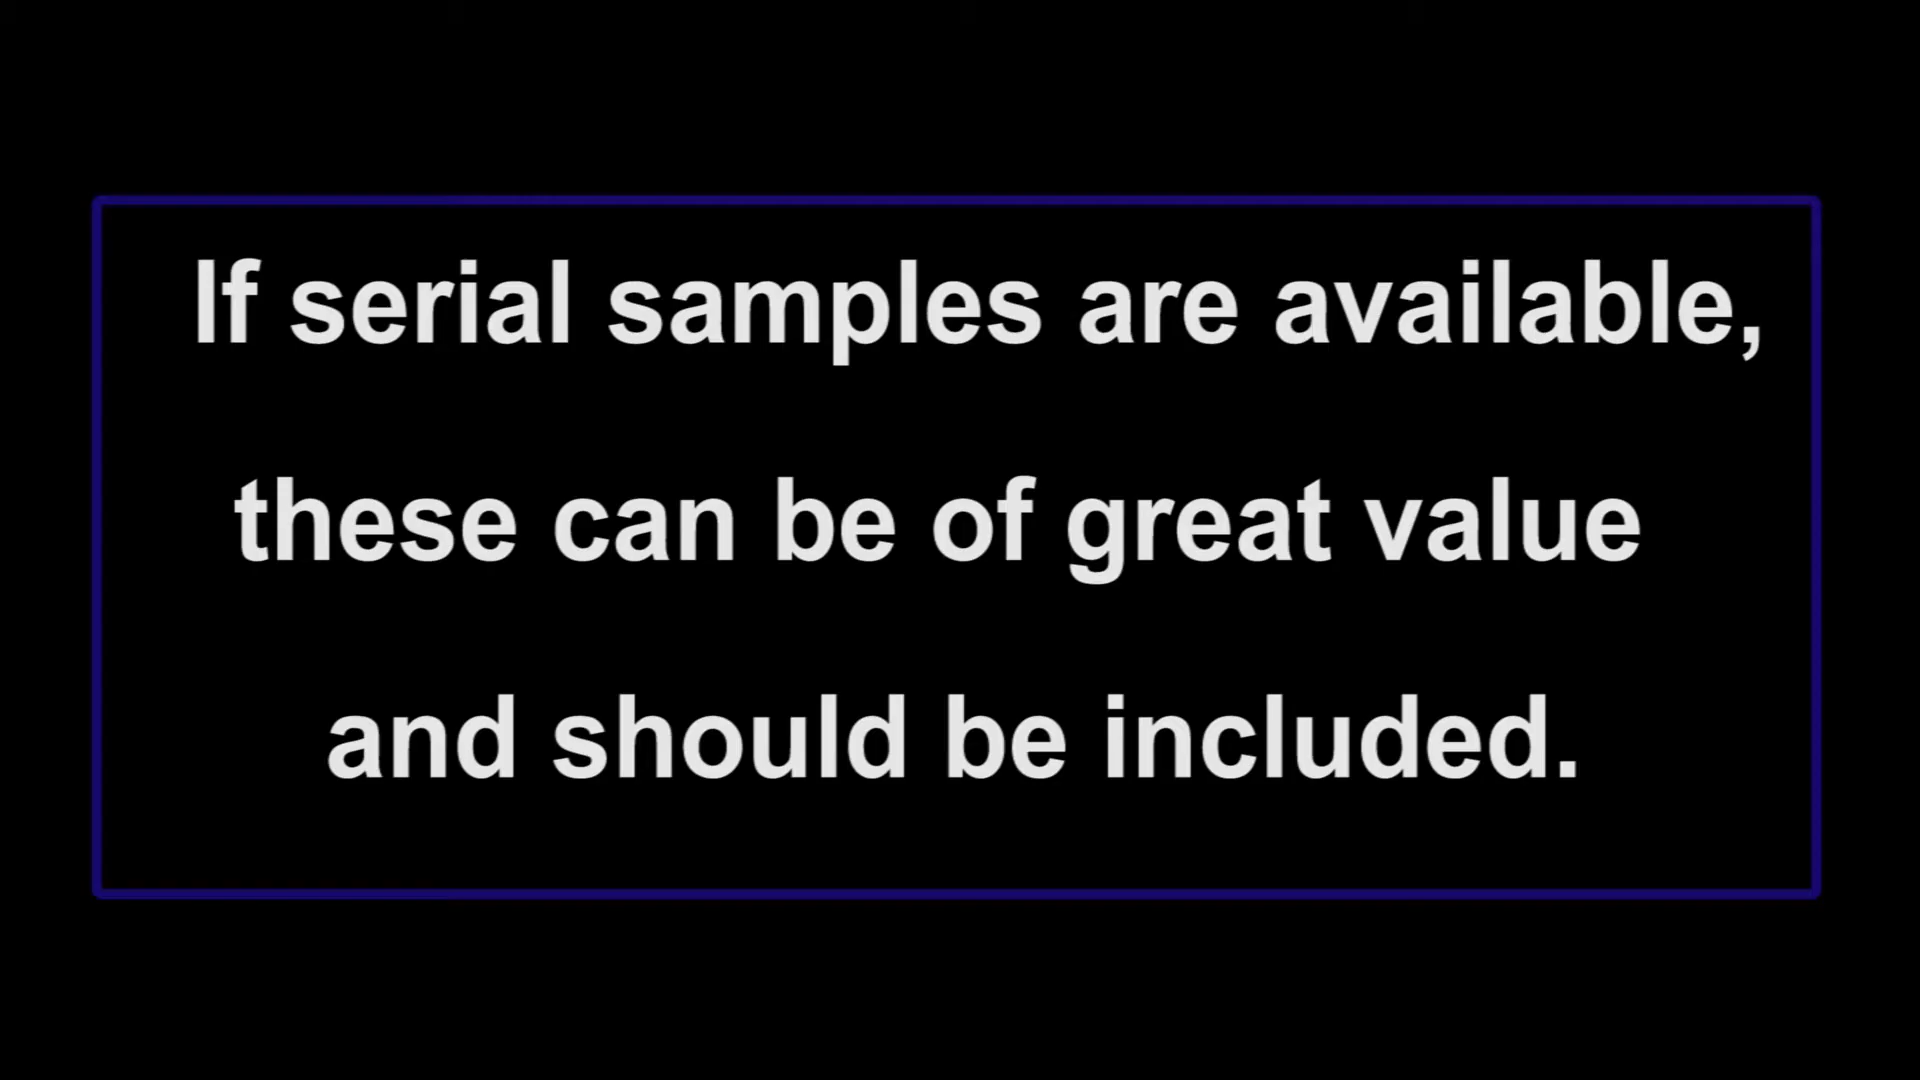 If serial samples are available,
these can be of great value
and should be included.